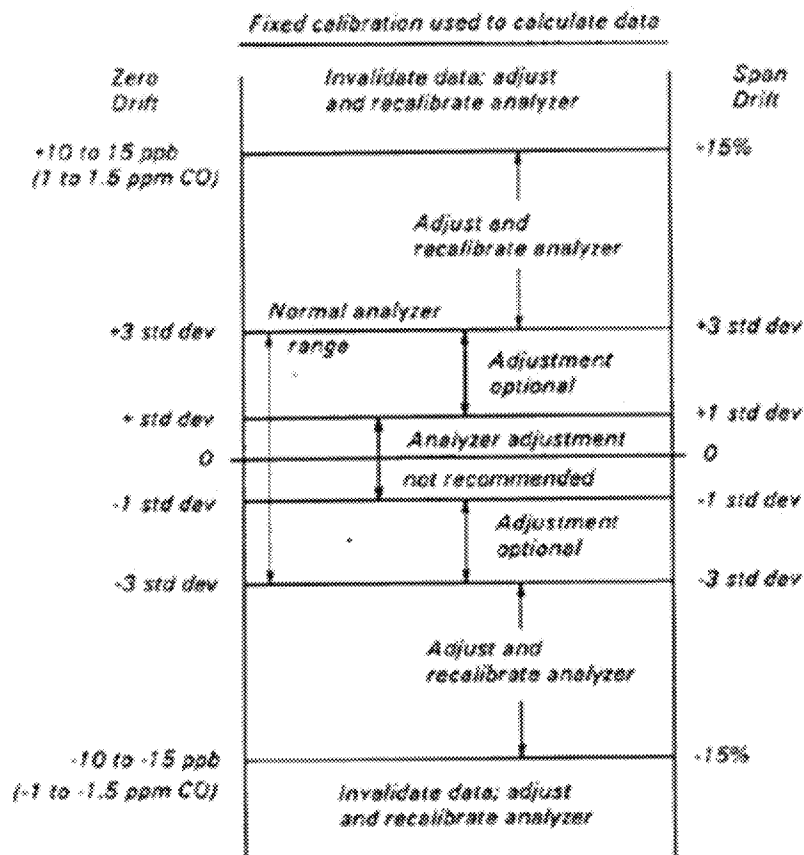 Fixed calibration used to calculate data
Zero
Drift
Invalidate data; adjust
and recalibrate analyzer
Span
Drift
+10 to 15 ppb
(1 to 1.5 ppm CO)
-15%
Adjust and
recalibrate analyzer
+3 std dev
Normal analyzer
range
+3 std dev
Adjustment
optional
+ std dev
+1 std dev
Analyzer adjustment
0
0
not recommended
-1 std dev
-1 std dev
Adjustment
optional
-3 std dev
-3 std dev
Adjust and
recalibrate analyzer
-10 to -15 ppb
(-1 to -1.5 ppm CO)
-15%
Invalidate data; adjust
and recalibrate analyzer